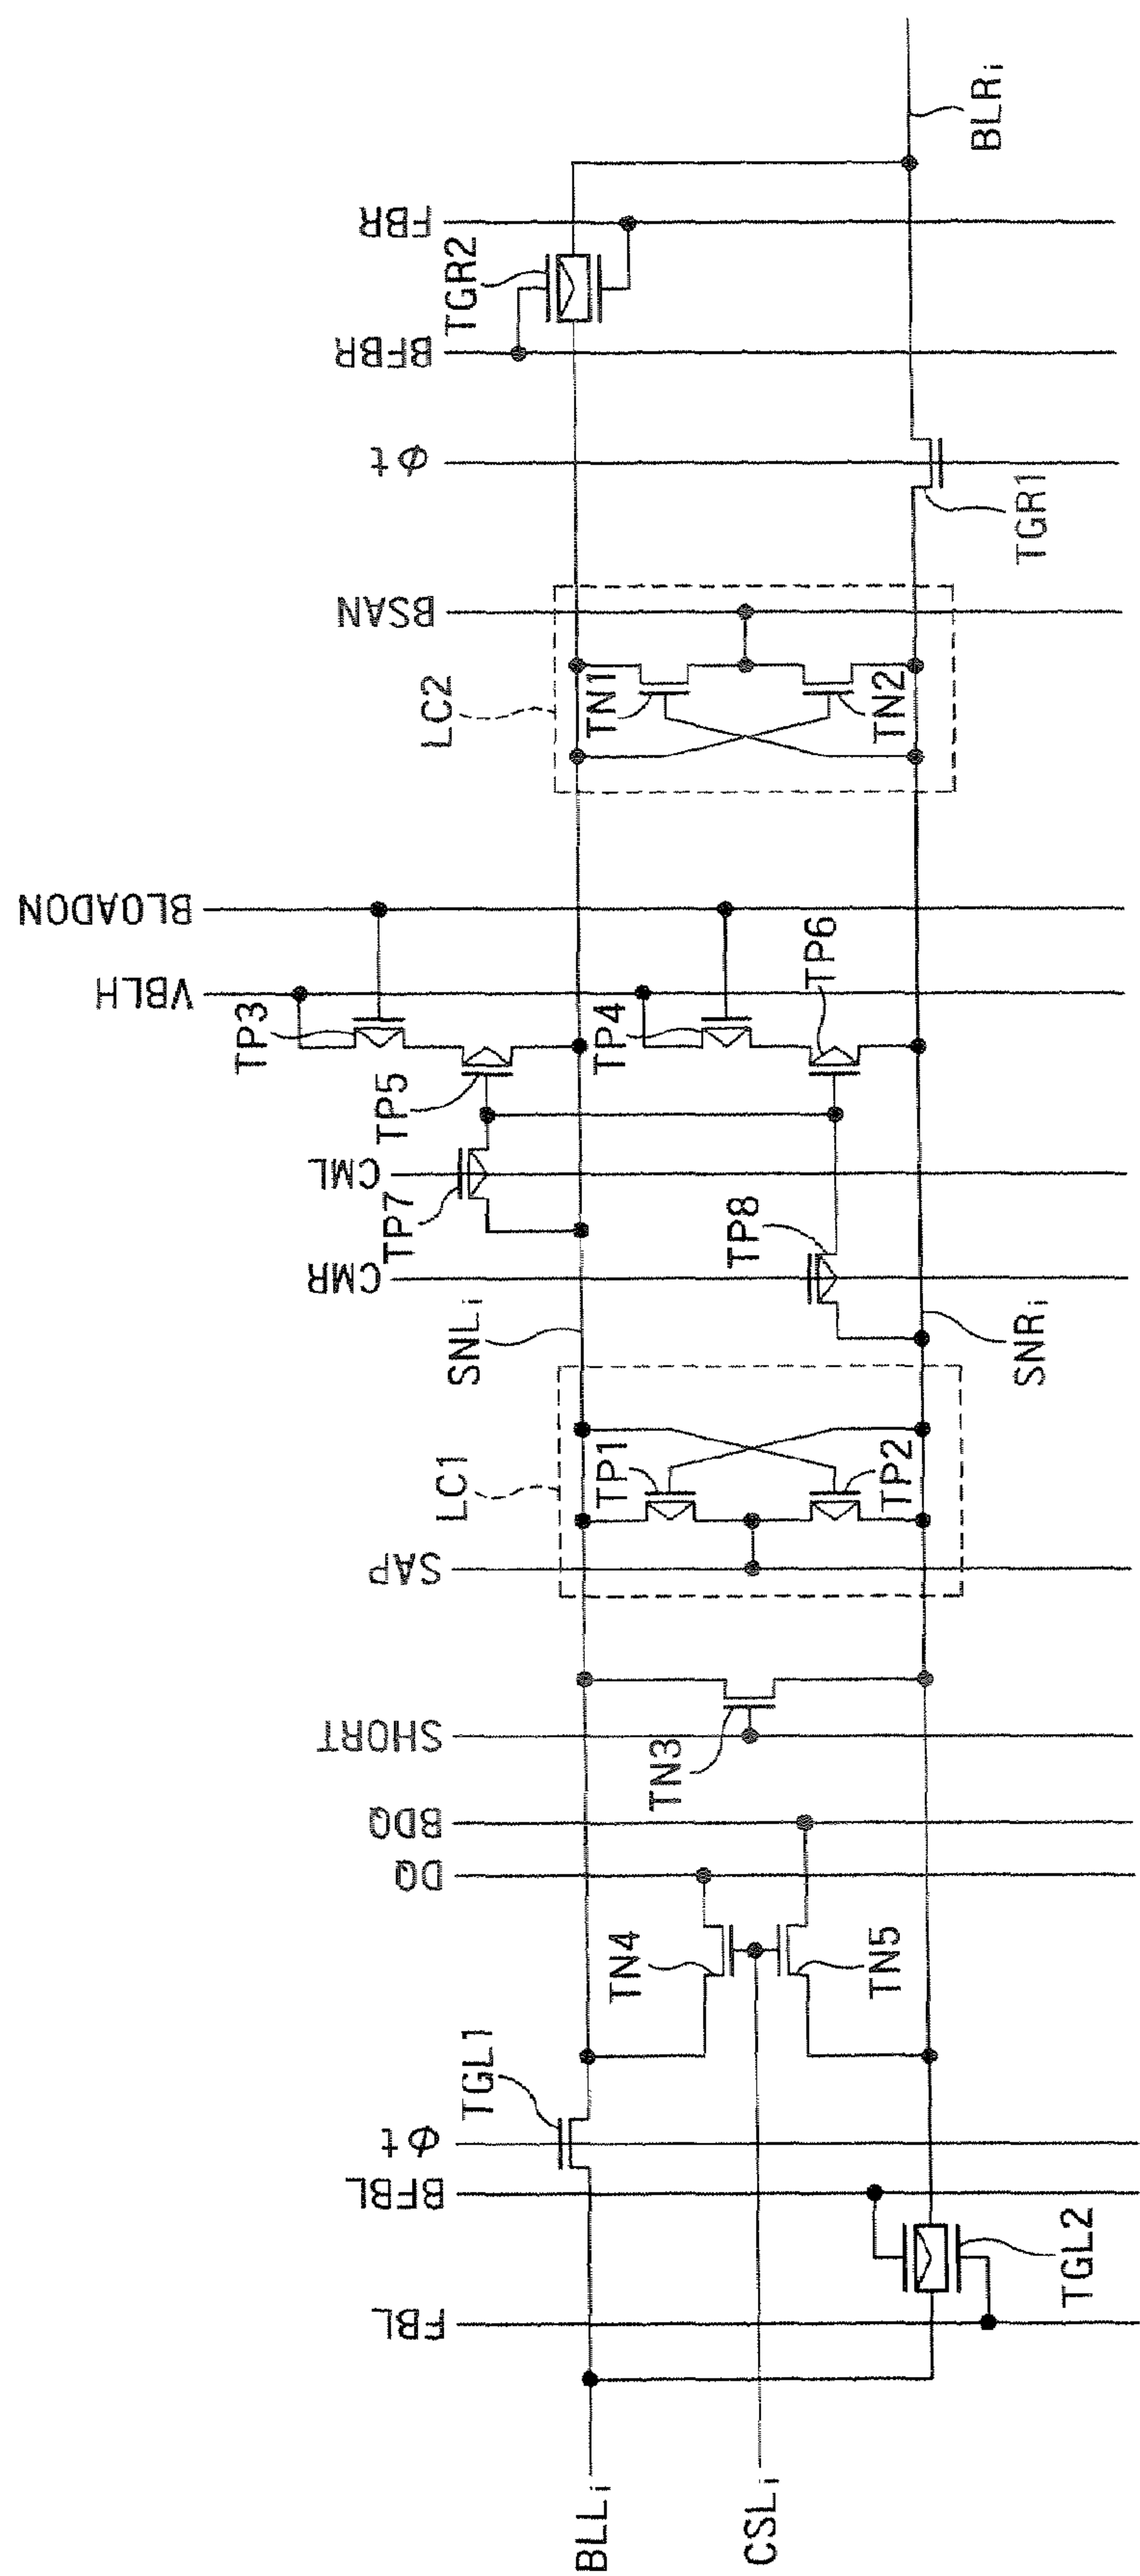 BLLi
CSLi
FBL
BFBL
φt
TGL1
TGL2
TN4
TN5
DQ
BDQ
SHORT
TN3
SAP
LC1
TP1
TP2
SNLi
SNRi
CMR
CML
TP7
TP8
TP5
TP3
TP4
TP6
VBLH
BLOADON
LC2
TN1
TN2
BSAN
φt
TGR1
BFBR
TGR2
FBR
BLRi